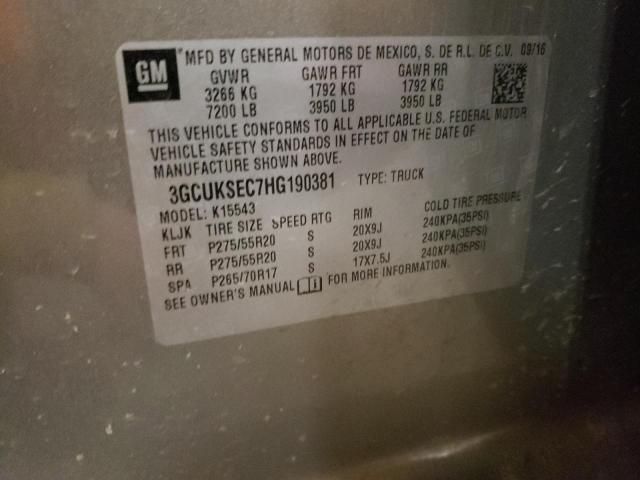 GM
*MFD BY GENERAL MOTORS DE MEXICO, S. DE R.L. DE C.V. 09/16
GVWR GAWR FRT GAWR RR
3266 KG 1792 KG 1792 KG
7200 LB 3950 LB 3950 LB
THIS VEHICLE CONFORMS TO ALL APPLICABLE U.S. FEDERAL MOTOR
VEHICLE SAFETY STANDARDS IN EFFECT ON THE DATE OF
MANUFACTURE SHOWN ABOVE.
3GCUKSEC7HG190381 TYPE: TRUCK
MODEL: K15543
KLJK TIRE SIZE SPEED RTG RIM COLD TIRE PRESSURE
FRT P275/55R20 S 20X9J 240KPA(35PSI)
RR P275/55R20 S 20X9J 240KPA(35PSI)
SPA P265/70R17 S 17X7.5J 240KPA(35PSI)
SEE OWNER'S MANUAL FOR MORE INFORMATION.